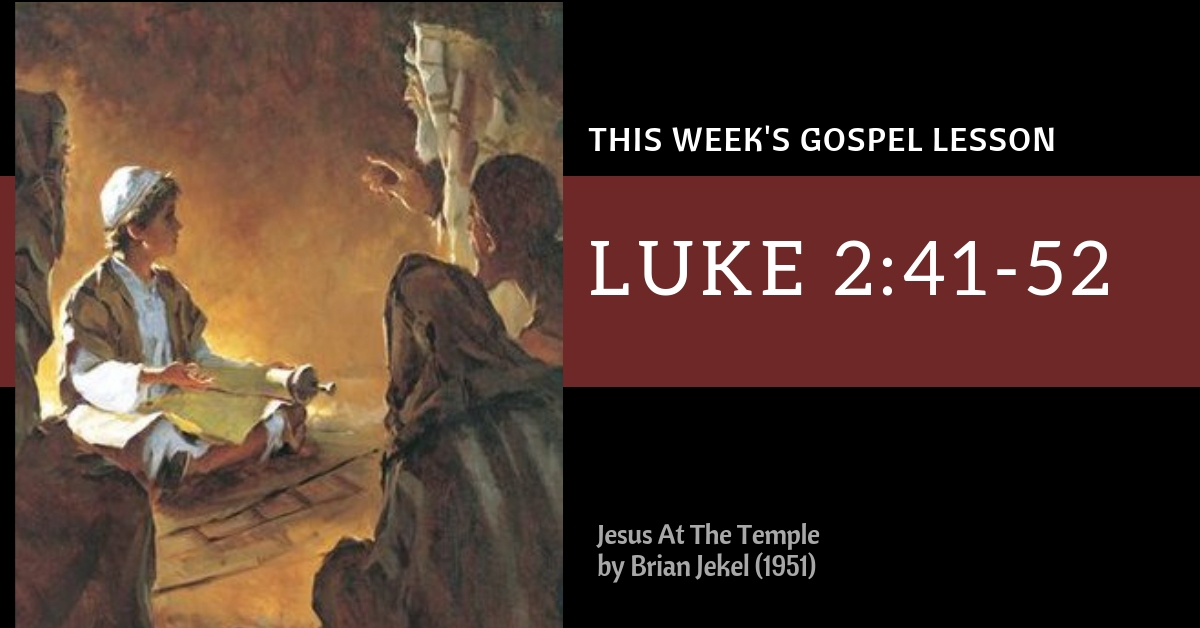 THIS WEEK'S GOSPEL LESSON
LUKE 2:41-52
Jesus At The Temple
by Brian Jekel (1951)